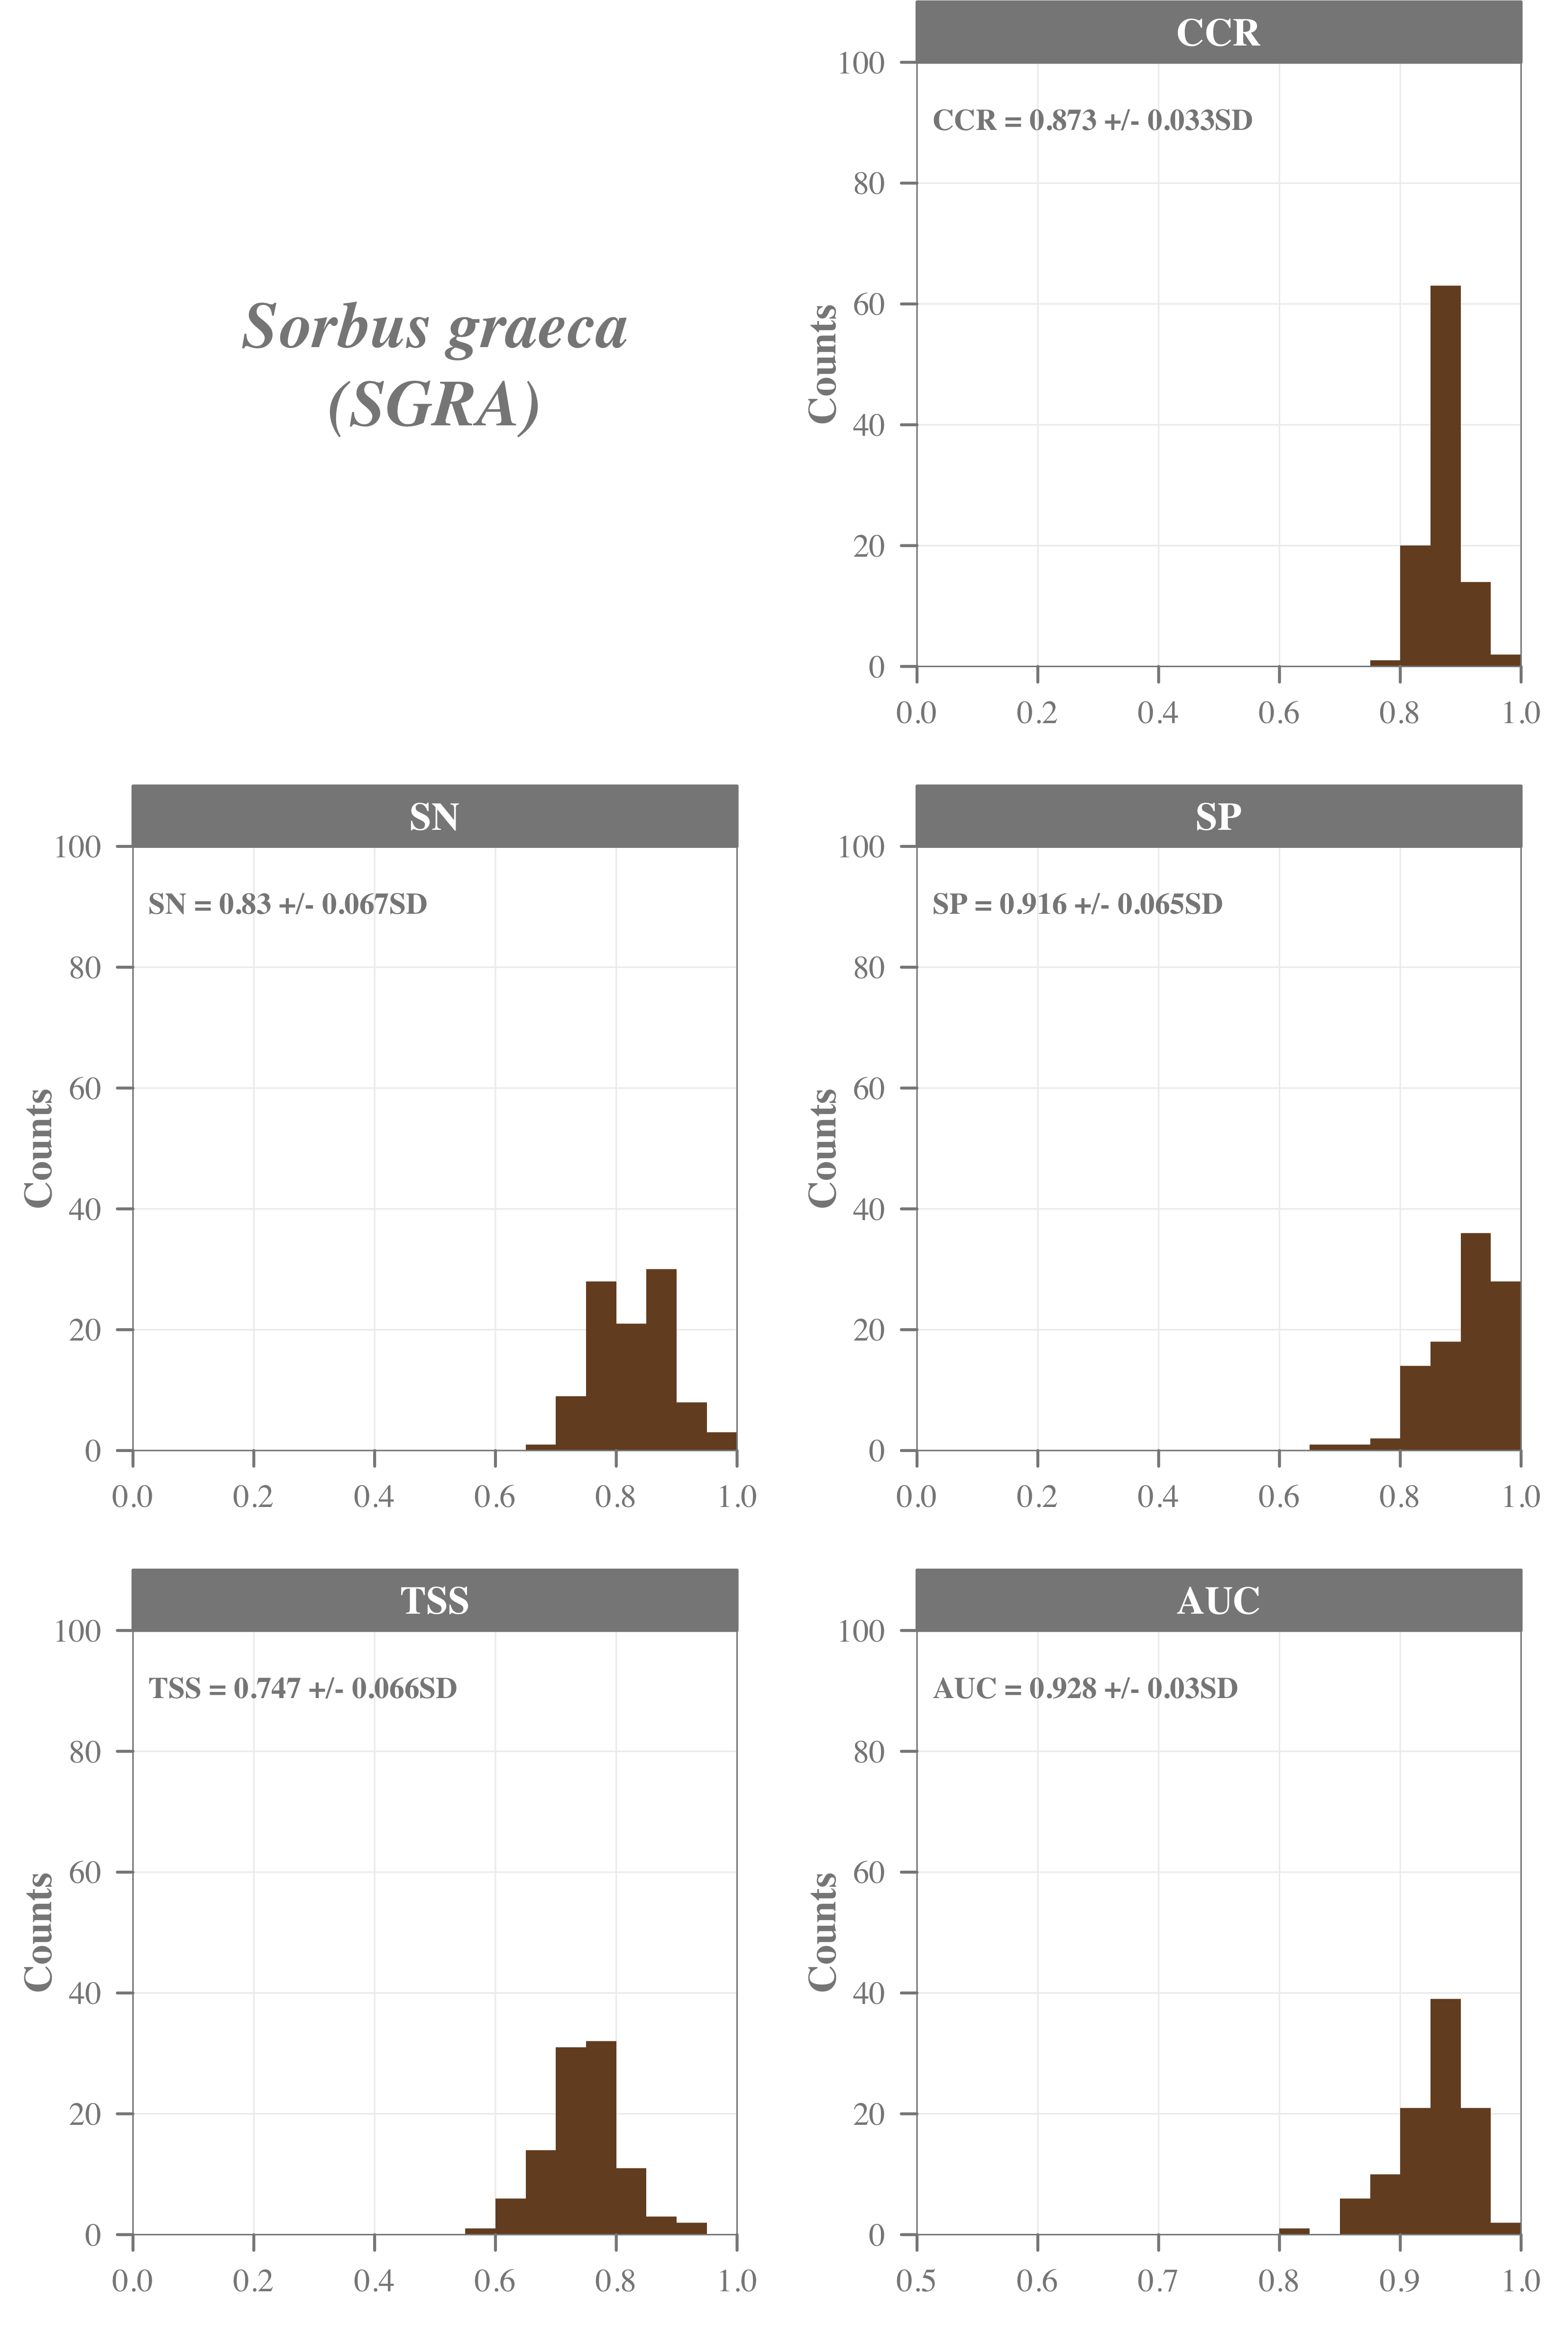 Sorbus graeca
(SGRA)
CCR
CCR = 0.873 +/- 0.033SD
Counts
100
80
60
40
20
0
0.0 0.2 0.4 0.6 0.8 1.0
SN
SN = 0.83 +/- 0.067SD
Counts
100
80
60
40
20
0
0.0 0.2 0.4 0.6 0.8 1.0
SP
SP = 0.916 +/- 0.065SD
Counts
100
80
60
40
20
0
0.0 0.2 0.4 0.6 0.8 1.0
TSS
TSS = 0.747 +/- 0.066SD
Counts
100
80
60
40
20
0
0.0 0.2 0.4 0.6 0.8 1.0
AUC
AUC = 0.928 +/- 0.03SD
Counts
100
80
60
40
20
0
0.5 0.6 0.7 0.8 0.9 1.0